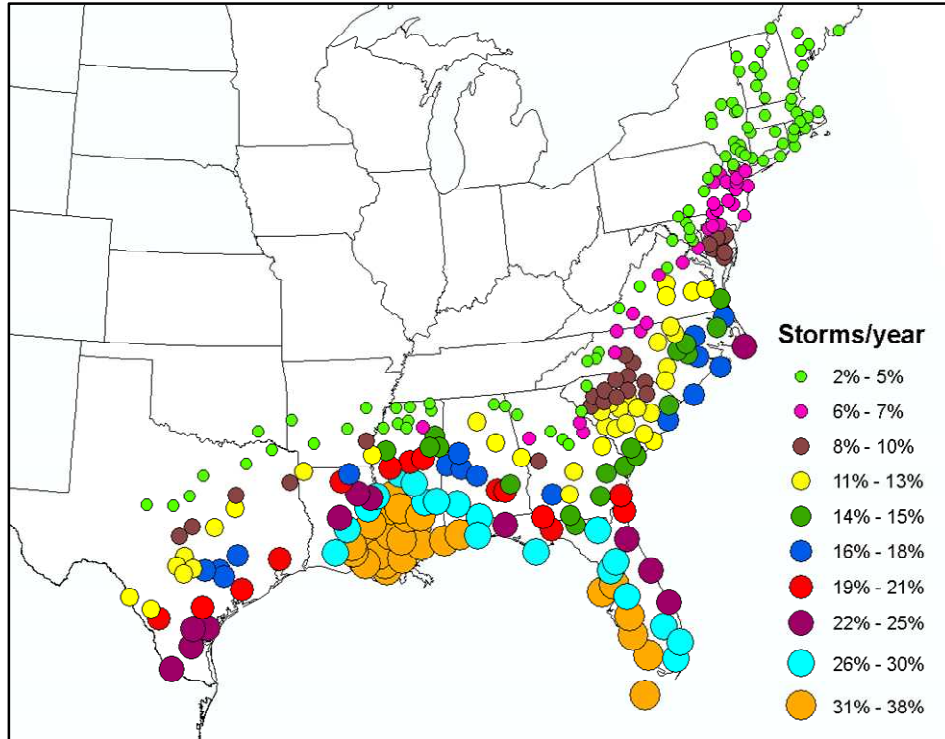 Storms/year
2% - 5%
6% - 7%
8% - 10%
11% - 13%
14% - 15%
16% - 18%
19% - 21%
22% - 25%
26% - 30%
31% - 38%